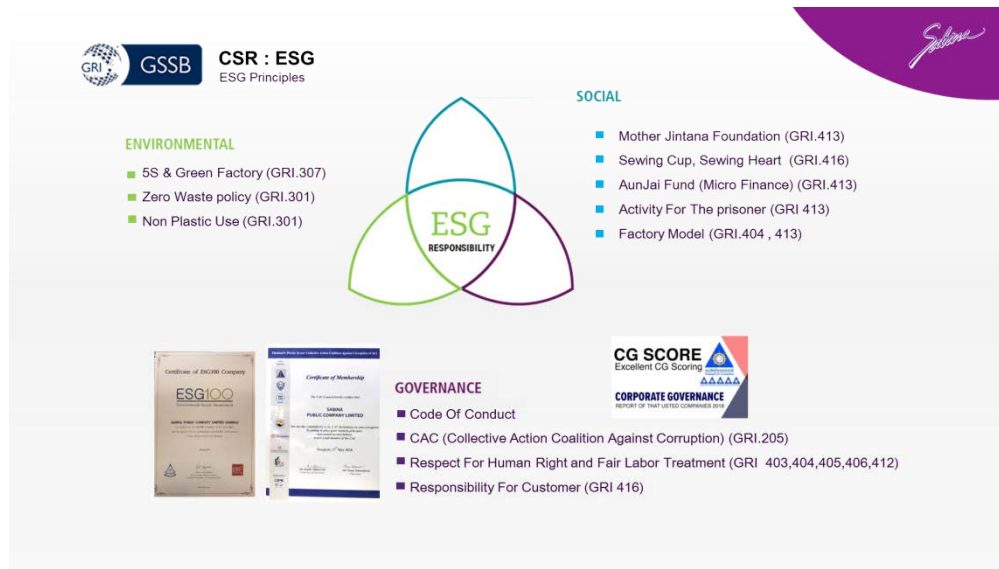 GRI
GSSB
CSR : ESG
ESG Principles
Sabina
SOCIAL
Mother Jintana Foundation (GRI.413)
Sewing Cup, Sewing Heart (GRI.416)
AunJai Fund (Micro Finance) (GRI.413)
Activity For The prisoner (GRI 413)
Factory Model (GRI.404 , 413)
ENVIRONMENTAL
5S & Green Factory (GRI.307)
Zero Waste policy (GRI.301)
Non Plastic Use (GRI.301)
ESG
RESPONSIBILITY
Certificate of ESG100 Company
ESG100
Certificate of Membership
SABINA
PUBLIC COMPANY LIMITED
CG SCORE
Excellent CG Scoring
CORPORATE GOVERNANCE
REPORT OF THAI LISTED COMPANIES 2018
GOVERNANCE
Code Of Conduct
CAC (Collective Action Coalition Against Corruption) (GRI.205)
Respect For Human Right and Fair Labor Treatment (GRI 403,404,405,406,412)
Responsibility For Customer (GRI 416)